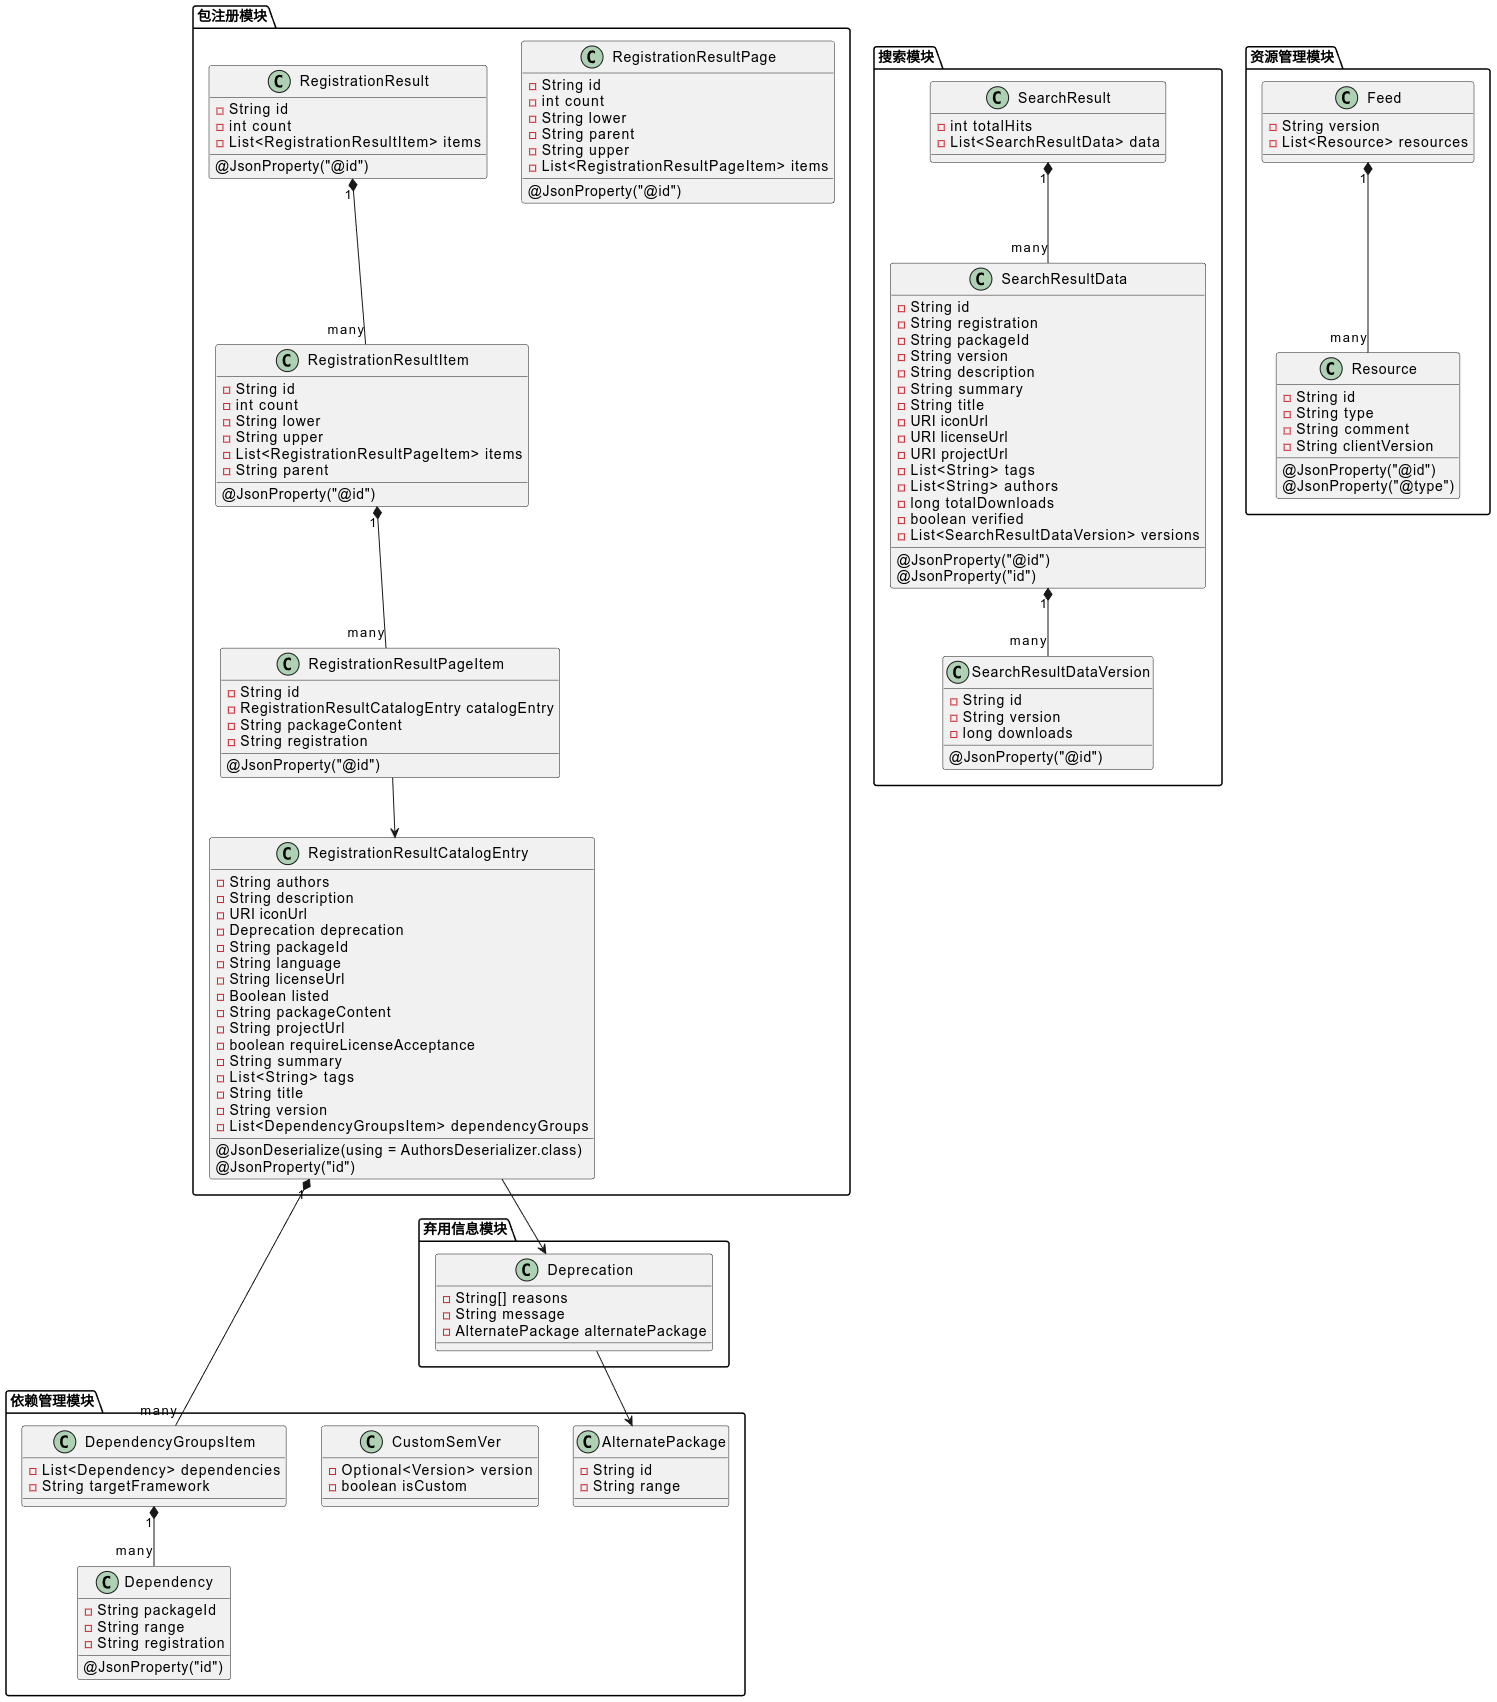 包注册模块
RegistrationResult
String id
int count
List<RegistrationResultItem> items
@JsonProperty("@id")
1
many
RegistrationResultPage
String id
int count
String lower
String parent
String upper
List<RegistrationResultPageItem> items
@JsonProperty("@id")
RegistrationResultItem
String id
int count
String lower
String upper
List<RegistrationResultPageItem> items
String parent
@JsonProperty("@id")
1
many
RegistrationResultPageItem
String id
RegistrationResultCatalogEntry catalogEntry
String packageContent
String registration
@JsonProperty("@id")
RegistrationResultCatalogEntry
String authors
String description
URI iconUrl
Deprecation deprecation
String packageId
String language
String licenseUrl
Boolean listed
String packageContent
String projectUrl
boolean requireLicenseAcceptance
String summary
List<String> tags
String title
String version
List<DependencyGroupsItem> dependencyGroups
@JsonDeserialize(using = AuthorsDeserializer.class)
@JsonProperty("id")
1
many
搜索模块
SearchResult
int totalHits
List<SearchResultData> data
1
many
SearchResultData
String id
String registration
String packageId
String version
String description
String summary
String title
URI iconUrl
URI licenseUrl
URI projectUrl
List<String> tags
List<String> authors
long totalDownloads
boolean verified
List<SearchResultDataVersion> versions
@JsonProperty("@id")
@JsonProperty("id")
1
many
SearchResultDataVersion
String id
String version
long downloads
@JsonProperty("@id")
资源管理模块
Feed
String version
List<Resource> resources
1
many
Resource
String id
String type
String comment
String clientVersion
@JsonProperty("@id")
@JsonProperty("@type")
弃用信息模块
Deprecation
String[] reasons
String message
AlternatePackage alternatePackage
依赖管理模块
DependencyGroupsItem
List<Dependency> dependencies
String targetFramework
1
many
CustomSemVer
Optional<Version> version
boolean isCustom
AlternatePackage
String id
String range
Dependency
String packageId
String range
String registration
@JsonProperty("id")